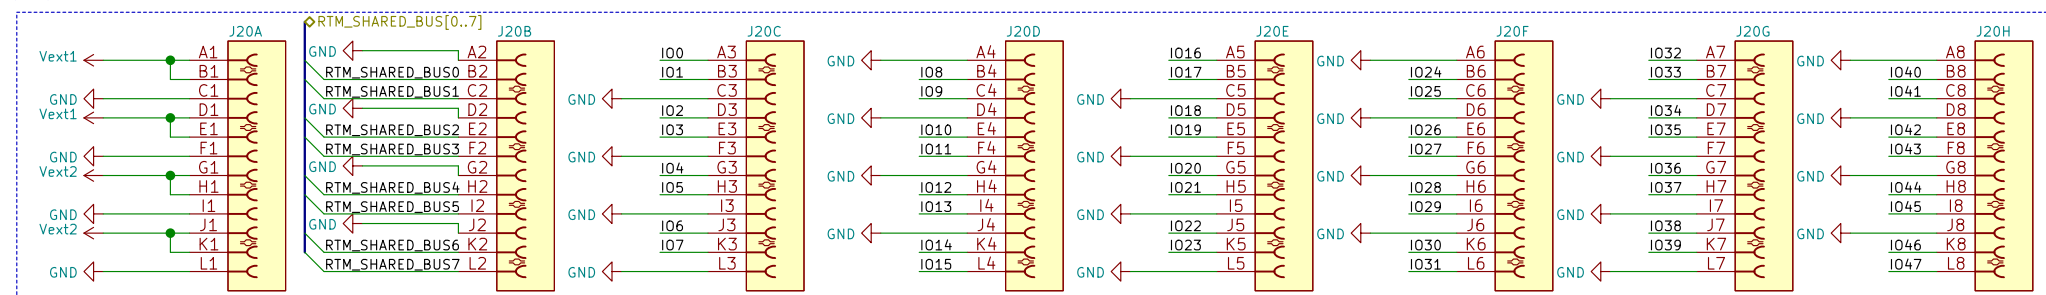 RTM_SHARED_BUS[0..7]
J20A
Vext1 A1
B1
GND C1
Vext1 D1
E1
GND F1
Vext2 G1
H1
GND I1
Vext2 J1
K1
GND L1
J20B
GND A2
RTM_SHARED_BUS0 B2
RTM_SHARED_BUS1 C2
GND D2
RTM_SHARED_BUS2 E2
RTM_SHARED_BUS3 F2
GND G2
RTM_SHARED_BUS4 H2
RTM_SHARED_BUS5 I2
GND J2
RTM_SHARED_BUS6 K2
RTM_SHARED_BUS7 L2
J20C
IO0 A3
IO1 B3
GND C3
IO2 D3
IO3 E3
GND F3
IO4 G3
IO5 H3
GND I3
IO6 J3
IO7 K3
GND L3
J20D
GND A4
IO8 B4
IO9 C4
GND D4
IO10 E4
IO11 F4
GND G4
IO12 H4
IO13 I4
GND J4
IO14 K4
IO15 L4
J20E
IO16 A5
IO17 B5
GND C5
IO18 D5
IO19 E5
GND F5
IO20 G5
IO21 H5
GND I5
IO22 J5
IO23 K5
GND L5
J20F
GND A6
IO24 B6
IO25 C6
GND D6
IO26 E6
IO27 F6
GND G6
IO28 H6
IO29 I6
GND J6
IO30 K6
IO31 L6
J20G
IO32 A7
IO33 B7
GND C7
IO34 D7
IO35 E7
GND F7
IO36 G7
IO37 H7
GND I7
IO38 J7
IO39 K7
GND L7
J20H
GND A8
IO40 B8
IO41 C8
GND D8
IO42 E8
IO43 F8
GND G8
IO44 H8
IO45 I8
GND J8
IO46 K8
IO47 L8